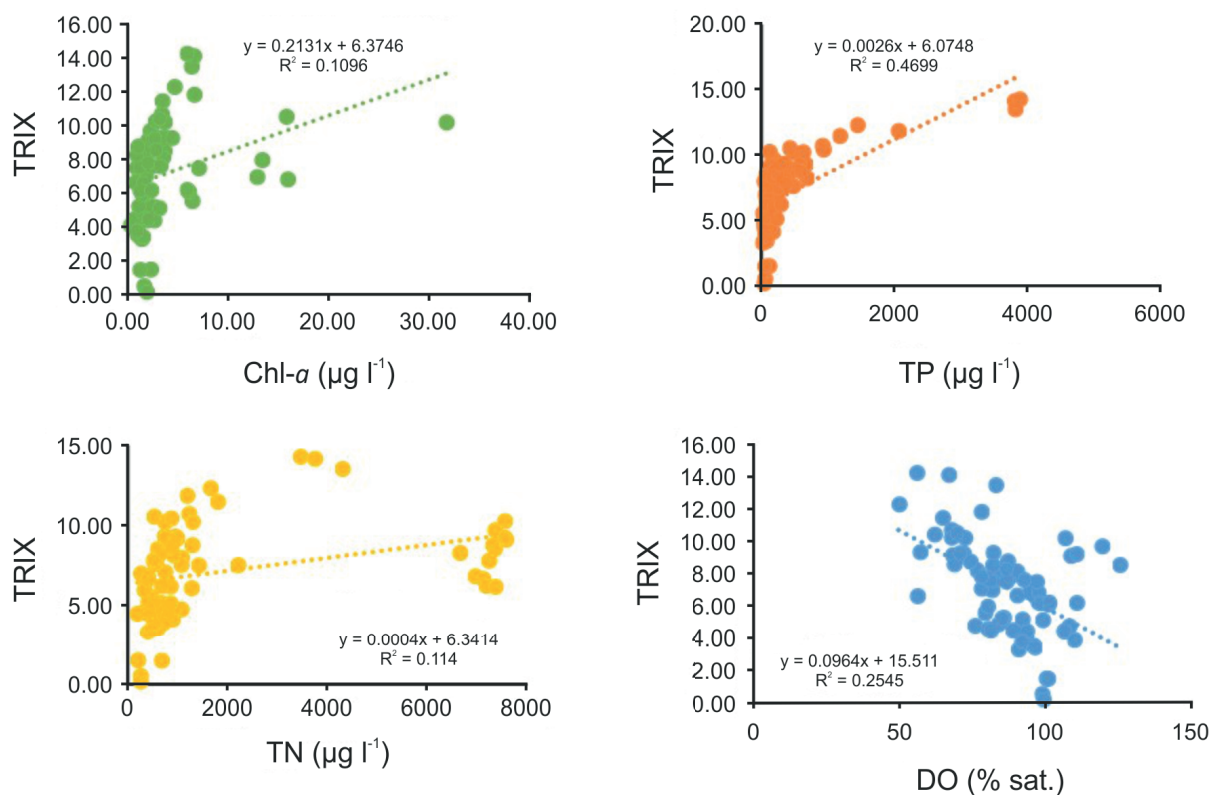 16.00
14.00
12.00
10.00
8.00
6.00
4.00
2.00
0.00
TRIX
y = 0.2131x + 6.3746
R² = 0.1096
0.00 10.00 20.00 30.00 40.00
Chl-a (µg l⁻¹)
20.00
15.00
10.00
5.00
0.00
TRIX
y = 0.0026x + 6.0748
R² = 0.4699
0 2000 4000 6000
TP (µg l⁻¹)
15.00
10.00
5.00
0.00
TRIX
y = 0.0004x + 6.3414
R² = 0.114
0 2000 4000 6000 8000
TN (µg l⁻¹)
16.00
14.00
12.00
10.00
8.00
6.00
4.00
2.00
0.00
TRIX
y = 0.0964x + 15.511
R² = 0.2545
0 50 100 150
DO (% sat.)